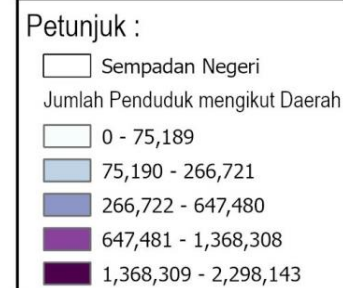 Petunjuk :
Sempadan Negeri
Jumlah Penduduk mengikut Daerah
0 - 75,189
75,190 - 266,721
266,722 - 647,480
647,481 - 1,368,308
1,368,309 - 2,298,143